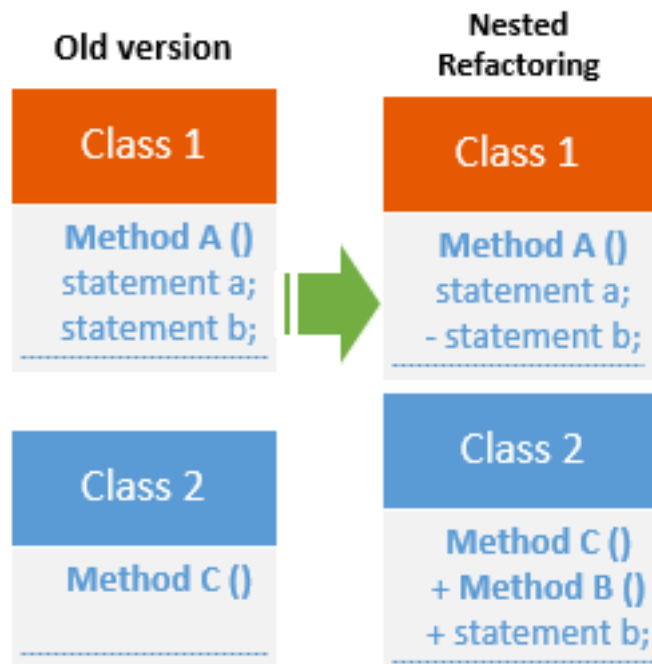 Old version
Class 1
Method A ()
statement a;
statement b;
Class 2
Method C ()
Nested
Refactoring
Class 1
Method A ()
statement a;
- statement b;
Class 2
Method C ()
+ Method B ()
+ statement b;